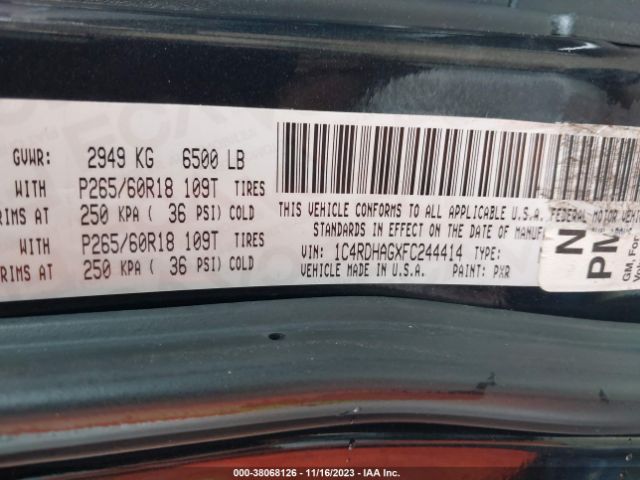 GVWR: 2949 KG 6500 LB
WITH P265/60R18 109T TIRES
RIMS AT 250 KPA ( 36 PSI) COLD
WITH P265/60R18 109T TIRES
RIMS AT 250 KPA ( 36 PSI) COLD
THIS VEHICLE CONFORMS TO ALL APPLICABLE U.S.A. FEDERAL MOTOR
STANDARDS IN EFFECT ON THE DATE OF MANUF
VIN: 1C4RDHAGXFC244414 TYPE:
VEHICLE MADE IN U.S.A. PAINT: PXR
N
PM
GM, For
000-38068126 - 11/16/2023 - IAA Inc.